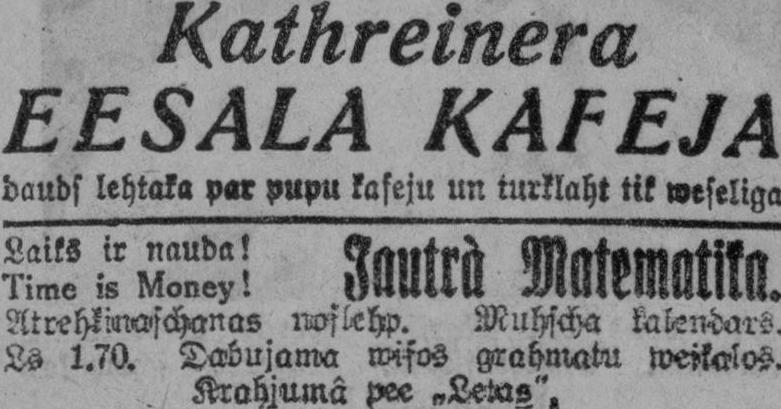 Kathreinera
EESALA KAFEJA
dauds lehtaka par pupu kafeju un turklaht tik weseliga
Laiks ir nauda!
Time is Money!
Jautrà Matematika.
Atrehkinaschanas noslehp. Muhscha kalendars.
Ls 1.70. Dabujama wisos grahmatu weikalos.
Krahjumâ pee „Letas“.